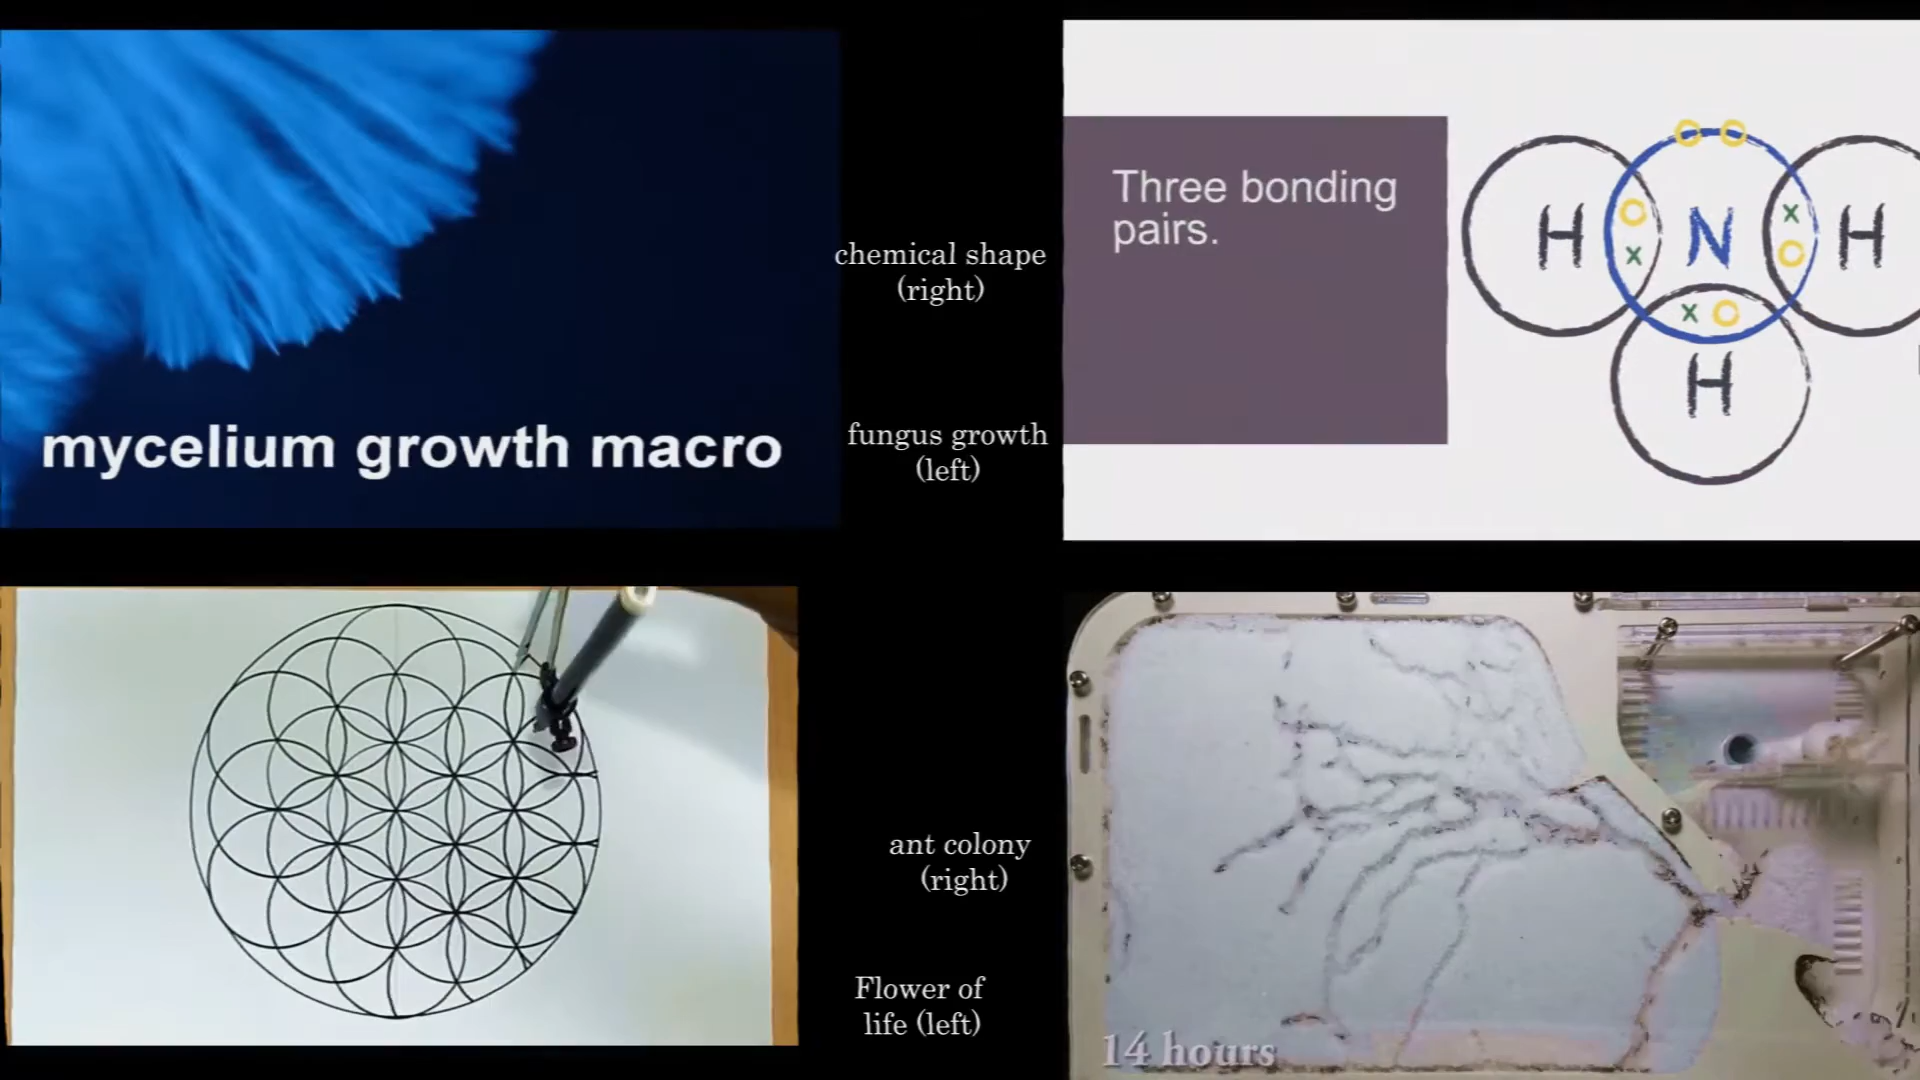 mycelium growth macro
chemical shape
(right)
fungus growth
(left)
Three bonding
pairs.
H N H
H
ant colony
(right)
Flower of
life (left)
14 hours